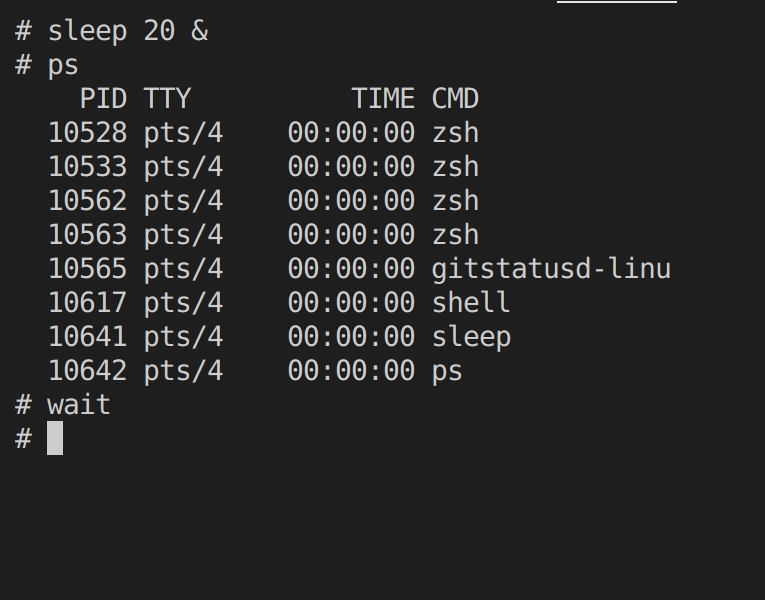 # sleep 20 &
# ps
    PID TTY          TIME CMD
  10528 pts/4    00:00:00 zsh
  10533 pts/4    00:00:00 zsh
  10562 pts/4    00:00:00 zsh
  10563 pts/4    00:00:00 zsh
  10565 pts/4    00:00:00 gitstatusd-linu
  10617 pts/4    00:00:00 shell
  10641 pts/4    00:00:00 sleep
  10642 pts/4    00:00:00 ps
# wait
#